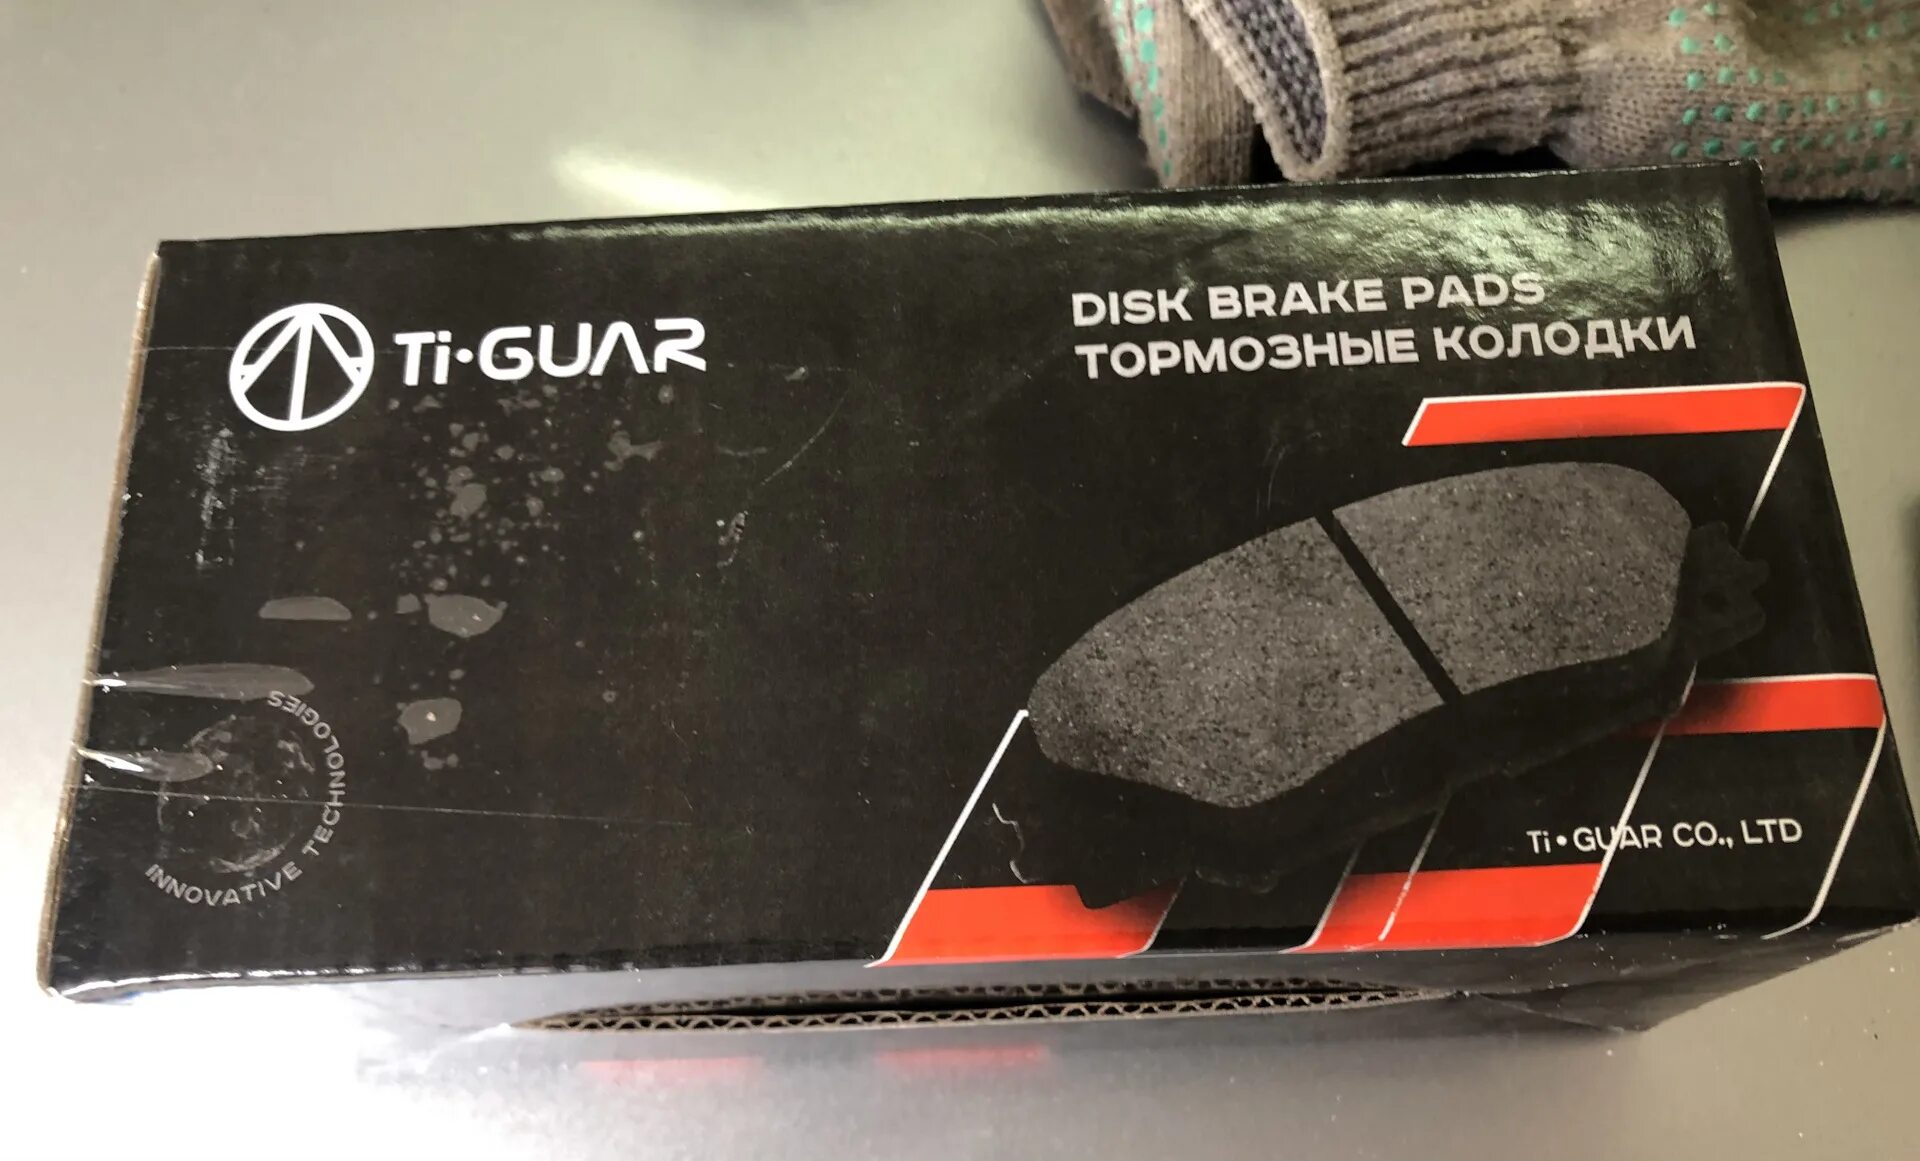 Ti•GUAR
DISK BRAKE PADS
ТОРМОЗНЫЕ КОЛОДКИ
INNOVATIVE TECHNOLOGIES
Ti•GUAR CO., LTD